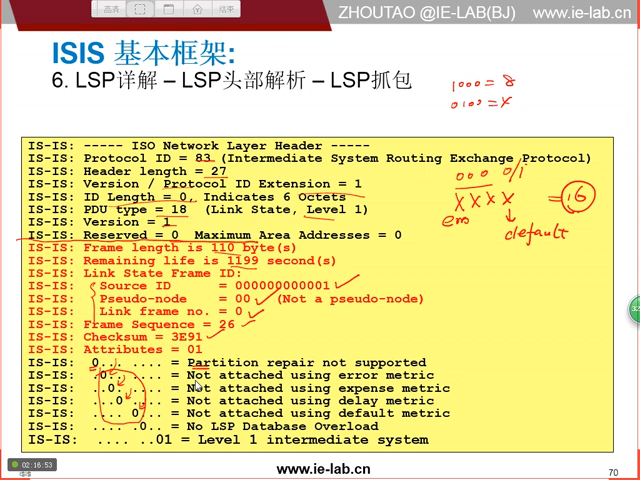 高清
结束
ZHOUTAO @IE-LAB(BJ) www.ie-lab.cn
ISIS 基本框架:
6. LSP详解 – LSP头部解析 – LSP抓包
1000 = 8
0100 = 4
IS-IS: ----- ISO Network Layer Header -----
IS-IS: Protocol ID = 83 (Intermediate System Routing Exchange Protocol)
IS-IS: Header length = 27
IS-IS: Version / Protocol ID Extension = 1
IS-IS: ID Length = 0, Indicates 6 Octets
IS-IS: PDU type = 18 (Link State, Level 1)
IS-IS: Version = 1
IS-IS: Reserved = 0 Maximum Area Addresses = 0
IS-IS: Frame length is 110 byte(s)
IS-IS: Remaining life is 1199 second(s)
IS-IS: Link State Frame ID:
IS-IS: Source ID = 000000000001
IS-IS: Pseudo-node = 00 (Not a pseudo-node)
IS-IS: Link frame no. = 0
IS-IS: Frame Sequence = 26
IS-IS: Checksum = 3E91
IS-IS: Attributes = 01
IS-IS: 0... .... = Partition repair not supported
IS-IS: .0.. .... = Not attached using error metric
IS-IS: ..0. .... = Not attached using expense metric
IS-IS: ...0 .... = Not attached using delay metric
IS-IS: .... 0... = Not attached using default metric
IS-IS: .... .0.. = No LSP Database Overload
IS-IS: .... ..01 = Level 1 intermediate system
000 0/1
XXXX = 16
default
02:16:53
www.ie-lab.cn
70